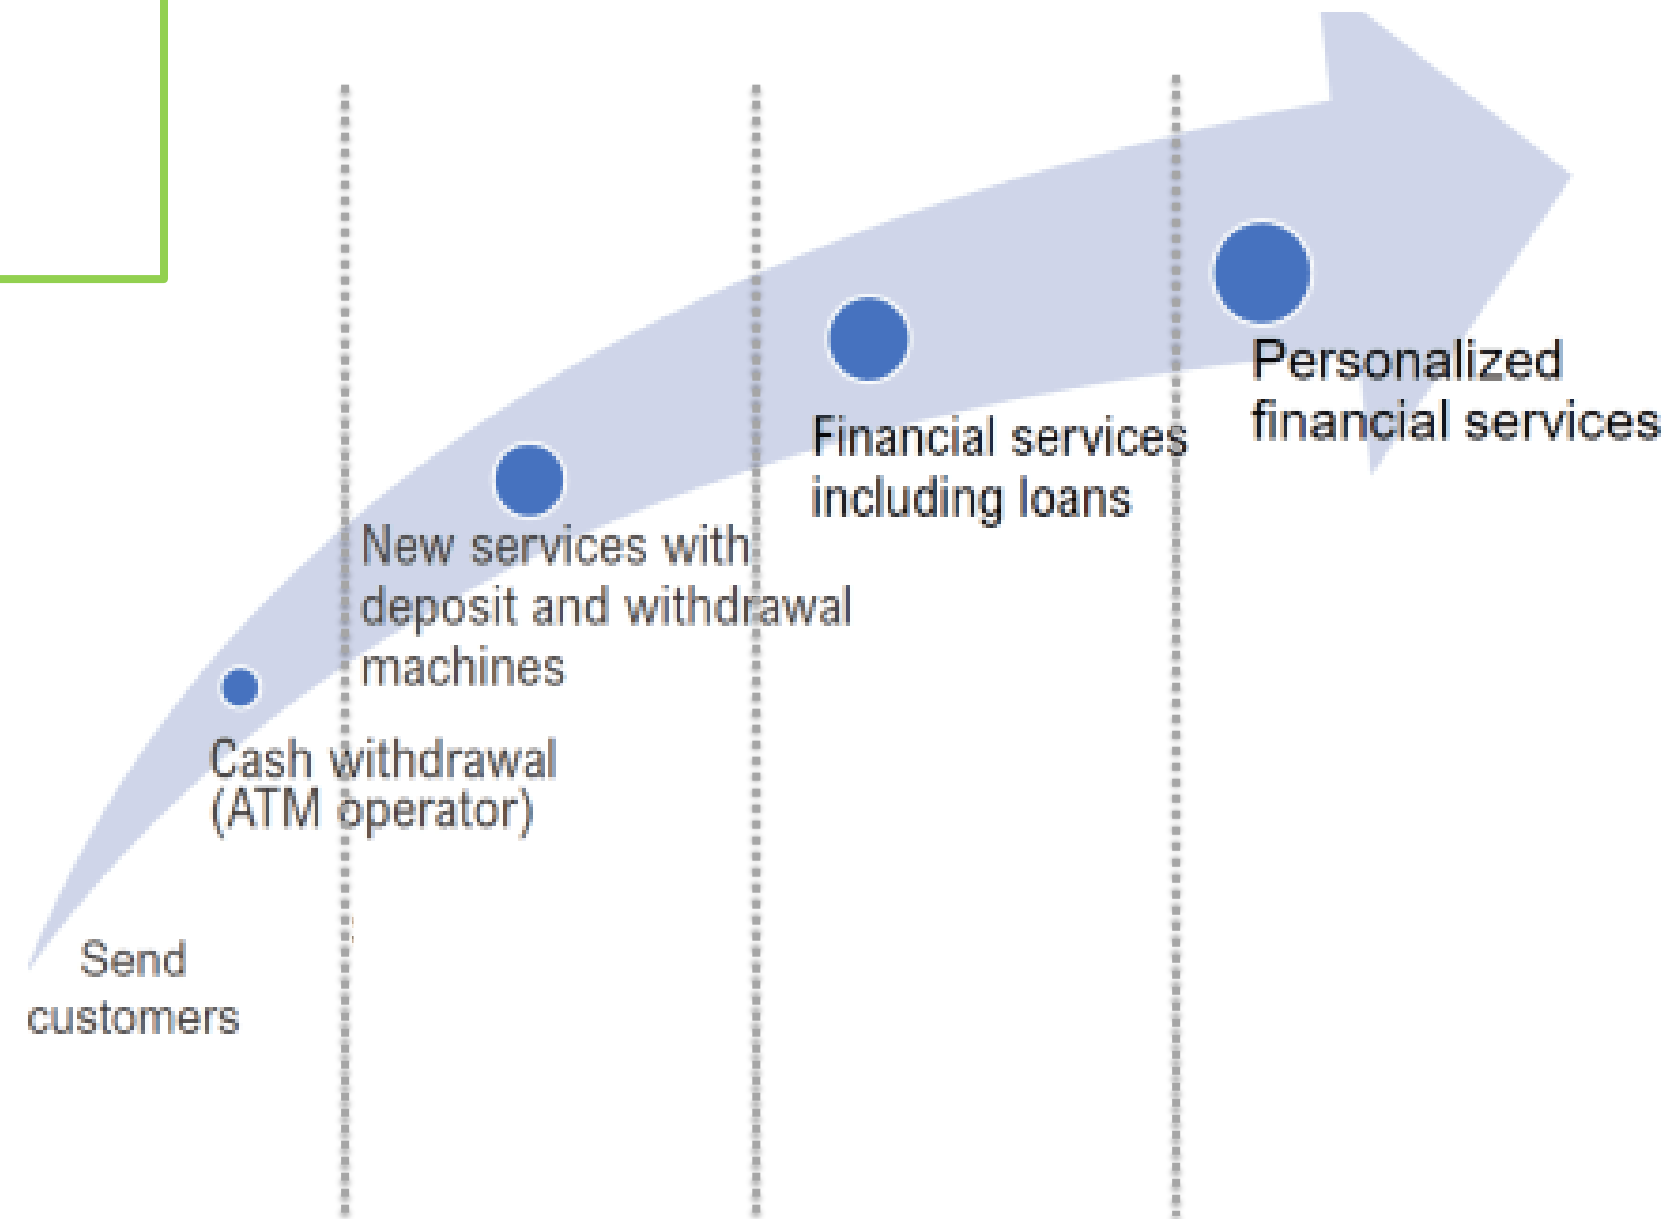 Personalized
financial services
Financial services
including loans
New services with
deposit and withdrawal
machines
Cash withdrawal
(ATM operator)
Send
customers